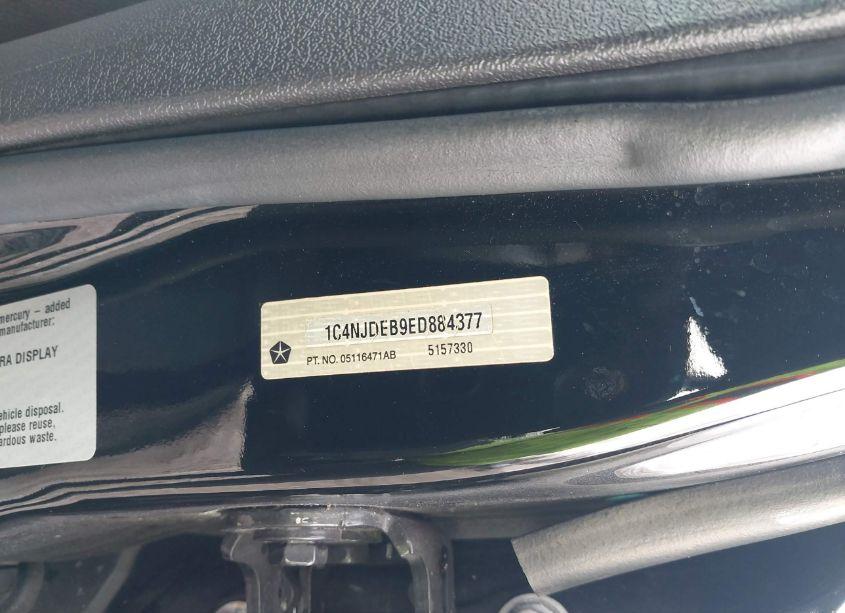 mercury – added
manufacturer:
RA DISPLAY
ehicle disposal.
please reuse,
ardous waste.
1C4NJDEB9ED884377
PT. NO. 05116471AB 5157330